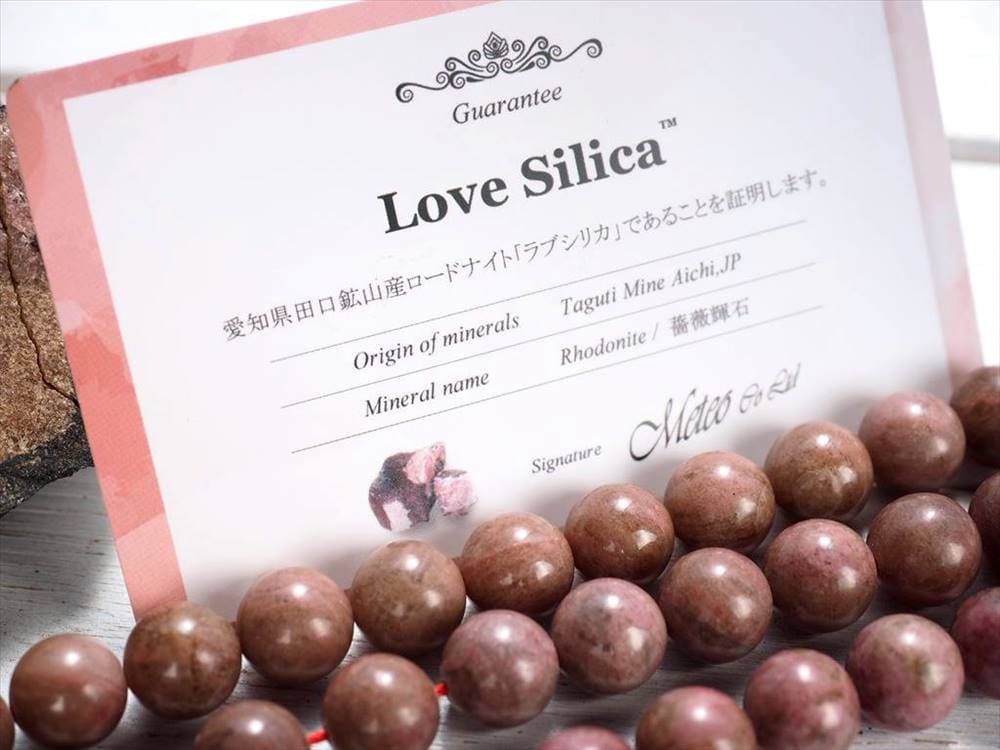 Guarantee
Love Silica™
愛知県田口鉱山産ロードナイト「ラブシリカ」であることを証明します。
Origin of minerals Taguti Mine Aichi,JP
Mineral name Rhodonite / 薔薇輝石
Signature Meteo Co Ltd